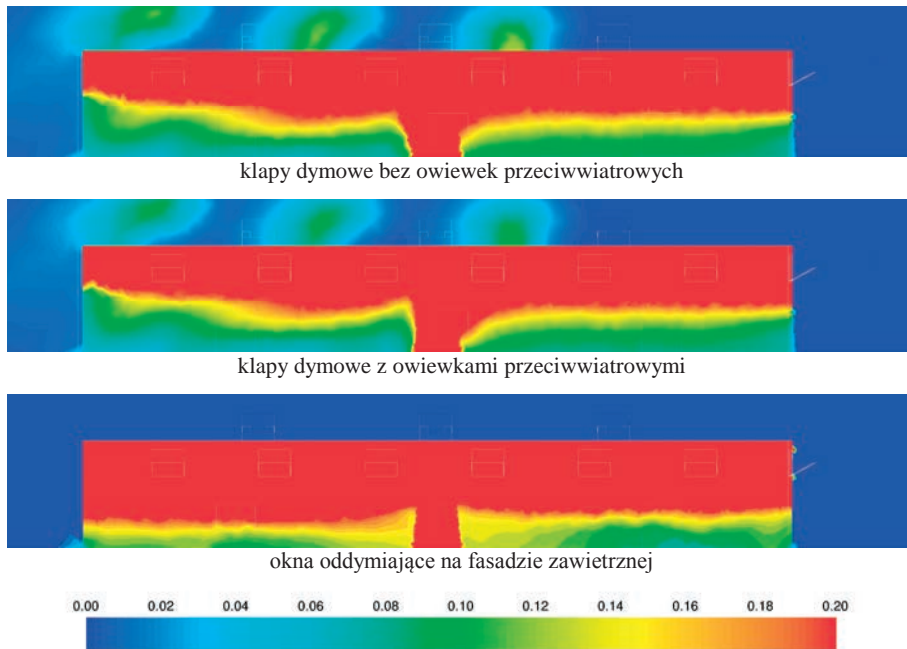 klapy dymowe bez owiewek przeciwwiatrowych
klapy dymowe z owiewkami przeciwwiatrowymi
okna oddymiające na fasadzie zawietrznej
0.00 0.02 0.04 0.06 0.08 0.10 0.12 0.14 0.16 0.18 0.20